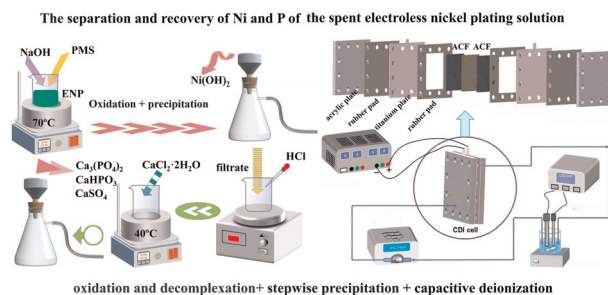 The separation and recovery of Ni and P of the spent electroless nickel plating solution
NaOH
PMS
ENP
70℃
Oxidation + precipitation
Ni(OH)₂
Ca₃(PO₄)₂
CaHPO₃
CaSO₄
CaCl₂·2H₂O
40℃
filtrate
HCl
ACF ACF
acrylic plate
rubber pad
titanium plate
rubber pad
- +
CDI cell
oxidation and decomplexation+ stepwise precipitation + capacitive deionization